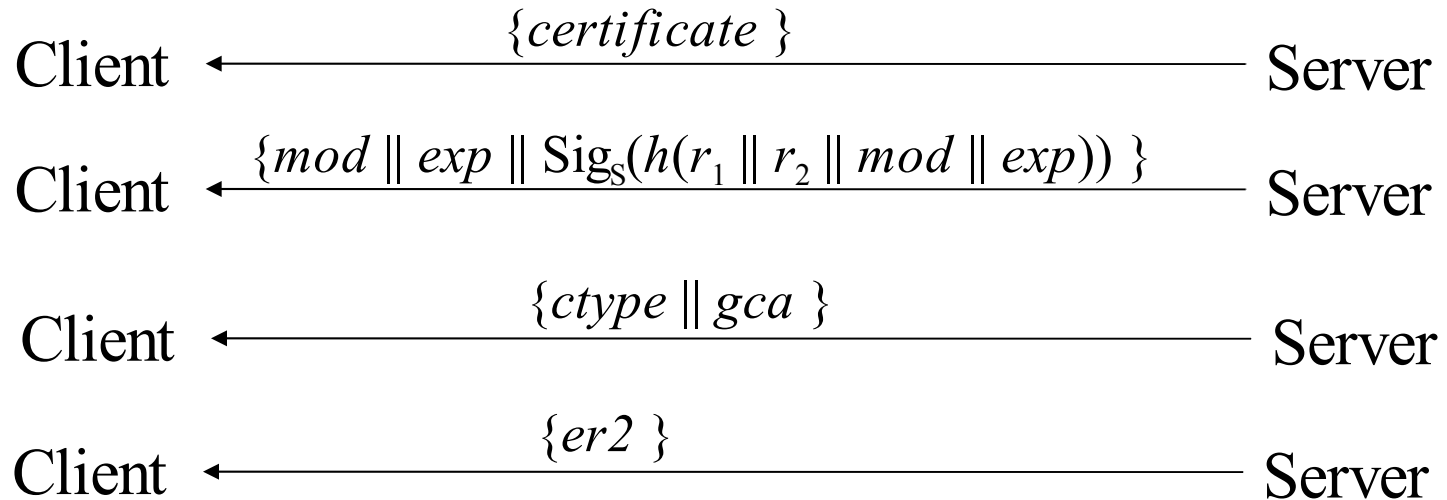 {certificate }
Client Server
{mod || exp || Sig_S(h(r_1 || r_2 || mod || exp)) }
Client Server
{ctype || gca }
Client Server
{er2 }
Client Server